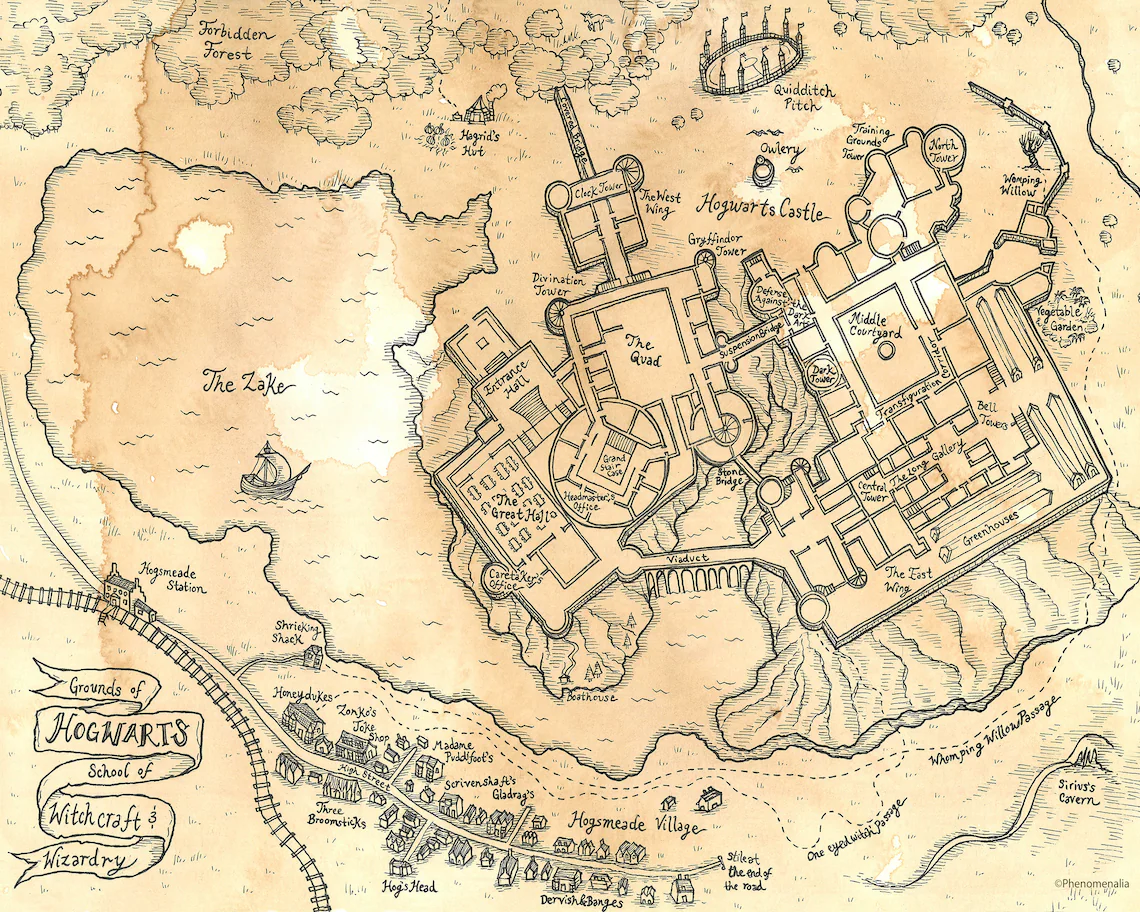 Forbidden
Forest
Hagrid's
Hut
Covered Bridge
Quidditch
Pitch
Owlery
Training
Grounds
Tower
North
Tower
Womping
Willow
Clock Tower
The West
Wing
Hogwarts Castle
Gryffindor
Tower
Divination
Tower
Defense
Against the
Dark
Arts
Suspension Bridge
Middle
Courtyard
Vegetable
Garden
The
Quad
Dark
Tower
Transfiguration Corridor
Entrance
Hall
The Lake
Bell
Towers
Grand
Stair
Case
Headmaster's
Office
Stone
Bridge
Central
Tower
The Long Gallery
The
Great Hall
Greenhouses
Viaduct
The East
Wing
Caretaker's
Office
Boathouse
Hogsmeade
Station
Shrieking
Shack
Honeydukes
Zonko's
Joke
Shop
Madame
Puddifoot's
High Street
Scrivenshaft's
Gladrag's
Three
Broomsticks
Hogsmeade Village
Hog's Head
Dervish & Banges
Stile at
the end of
the road
One eyed witch Passage
Whomping Willow Passage
Sirius's
Cavern
Grounds of
HOGWARTS
School of
Witchcraft &
Wizardry
©Phenomenalia